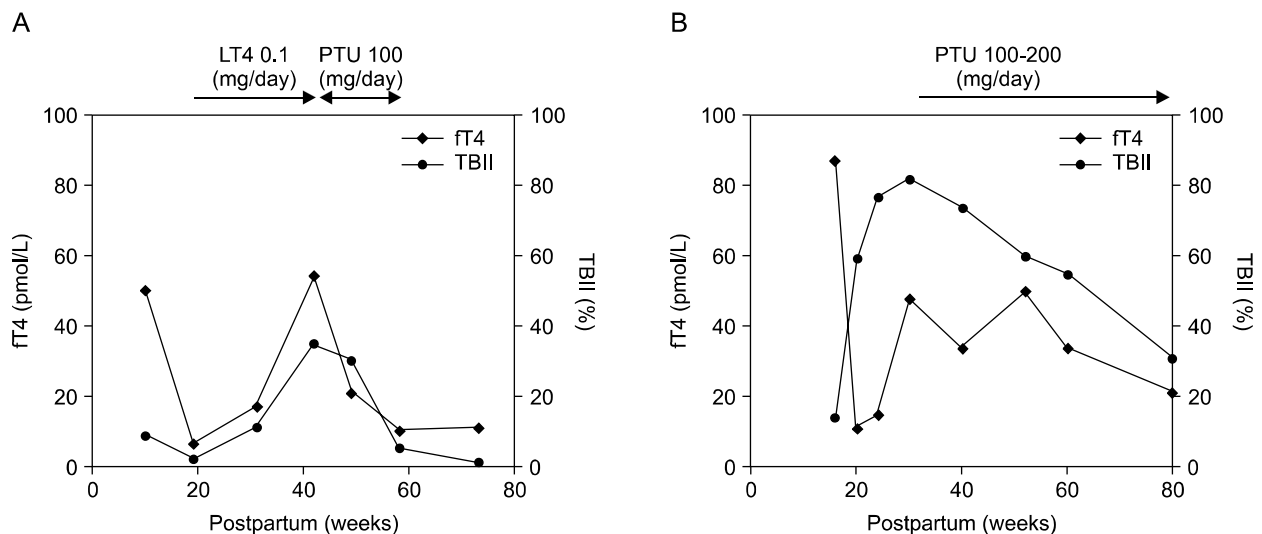 A
LT4 0.1
(mg/day)
PTU 100
(mg/day)
100
80
60
40
20
0
fT4 (pmol/L)
fT4
TBII
100
80
60
40
20
0
TBII (%)
0 20 40 60 80
Postpartum (weeks)
B
PTU 100-200
(mg/day)
100
80
60
40
20
0
fT4 (pmol/L)
fT4
TBII
100
80
60
40
20
0
TBII (%)
0 20 40 60 80
Postpartum (weeks)